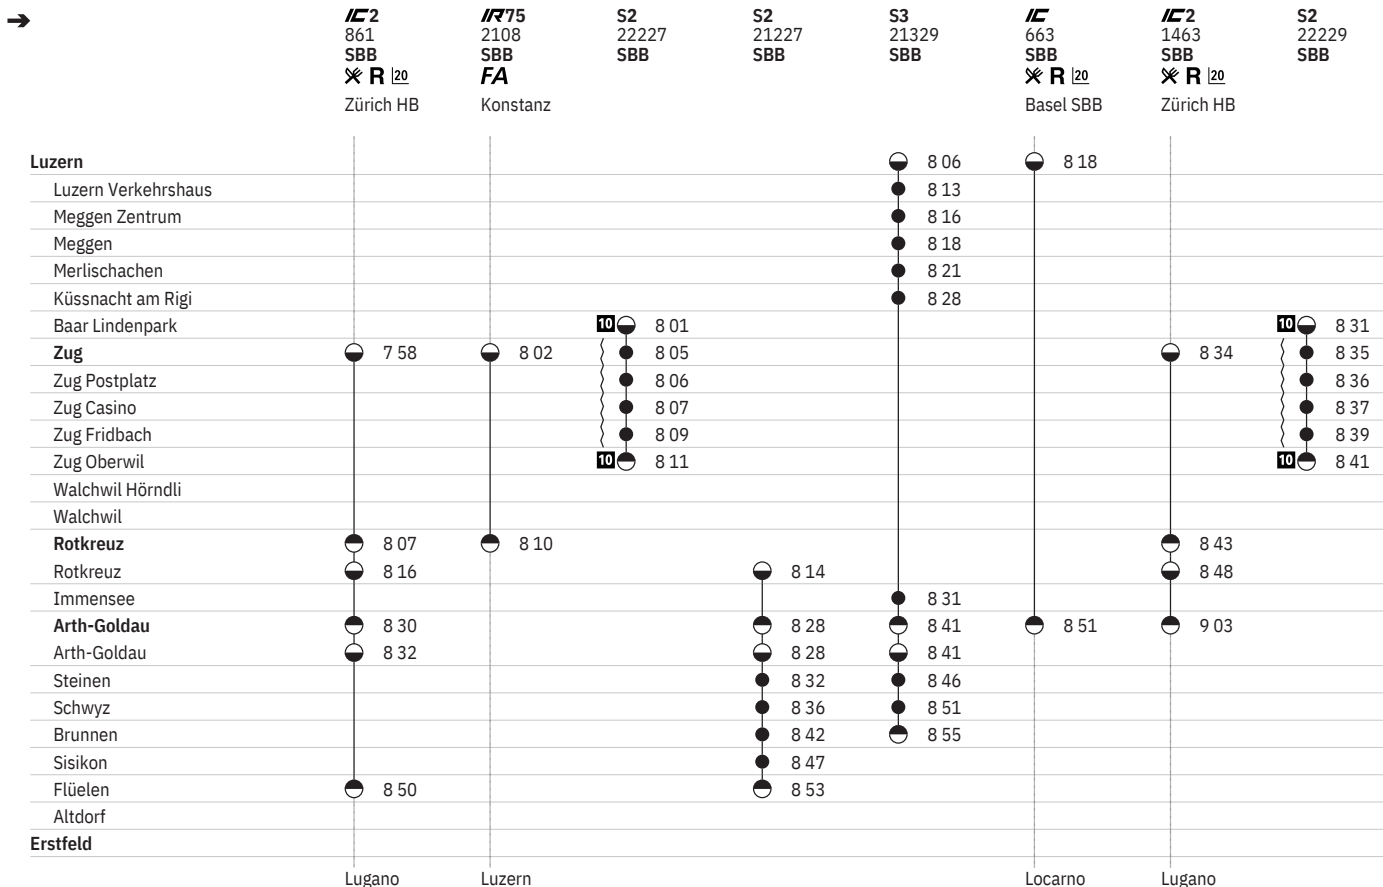 ➔ IC2 IR75 S2 S2 S3 IC IC2 S2
861 2108 22227 21227 21329 663 1463 22229
SBB SBB SBB SBB SBB SBB SBB SBB
R 20 FA R 20 R 20
Zürich HB Konstanz Basel SBB Zürich HB
Luzern 8 06 8 18
Luzern Verkehrshaus 8 13
Meggen Zentrum 8 16
Meggen 8 18
Merlischachen 8 21
Küssnacht am Rigi 8 28
Baar Lindenpark 10 8 01 10 8 31
Zug 7 58 8 02 8 05 8 34 8 35
Zug Postplatz 8 06 8 36
Zug Casino 8 07 8 37
Zug Fridbach 8 09 8 39
Zug Oberwil 10 8 11 10 8 41
Walchwil Hörndli
Walchwil
Rotkreuz 8 07 8 10 8 43
Rotkreuz 8 16 8 14 8 48
Immensee 8 31
Arth-Goldau 8 30 8 28 8 41 8 51 9 03
Arth-Goldau 8 32 8 28 8 41
Steinen 8 32 8 46
Schwyz 8 36 8 51
Brunnen 8 42 8 55
Sisikon 8 47
Flüelen 8 50 8 53
Altdorf
Erstfeld
Lugano Luzern Locarno Lugano